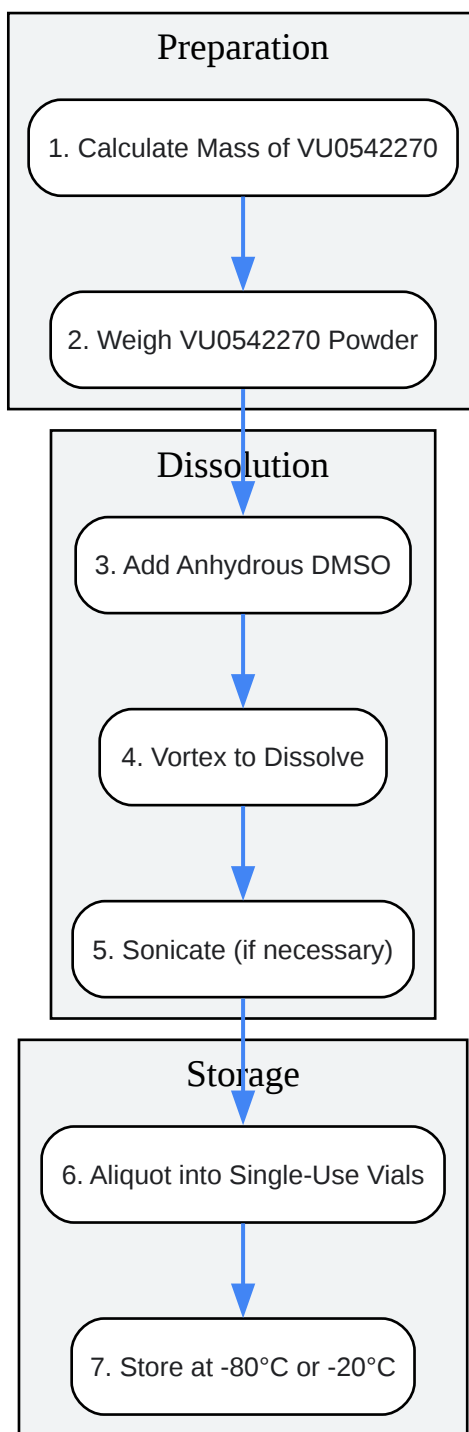 Preparation
1. Calculate Mass of VU0542270
2. Weigh VU0542270 Powder
Dissolution
3. Add Anhydrous DMSO
4. Vortex to Dissolve
5. Sonicate (if necessary)
Storage
6. Aliquot into Single-Use Vials
7. Store at -80°C or -20°C